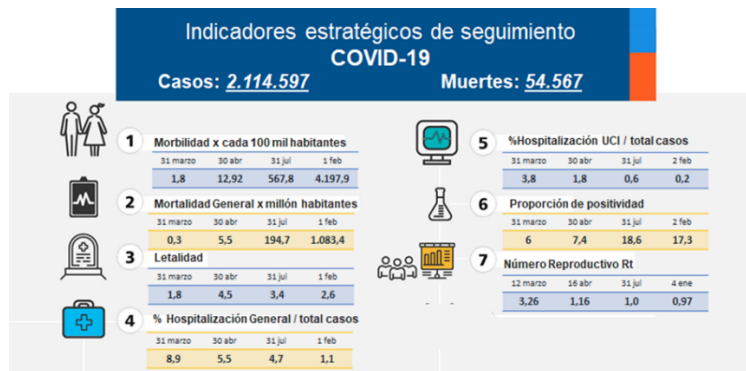 Indicadores estratégicos de seguimiento
COVID-19
Casos: 2.114.597 Muertes: 54.567
1 Morbilidad x cada 100 mil habitantes
31 marzo 30 abr 31 jul 1 feb
1,8 12,92 567,8 4.197,9
2 Mortalidad General x millón habitantes
31 marzo 30 abr 31 jul 1 feb
0,3 5,5 194,7 1.083,4
3 Letalidad
31 marzo 30 abr 31 jul 1 feb
1,8 4,5 3,4 2,6
4 % Hospitalización General / total casos
31 marzo 30 abr 31 jul 1 feb
8,9 5,5 4,7 1,1
5 %Hospitalización UCI / total casos
31 marzo 30 abr 31 jul 2 feb
3,8 1,8 0,6 0,2
6 Proporción de positividad
31 marzo 30 abr 31 jul 2 feb
6 7,4 18,6 17,3
7 Número Reproductivo Rt
12 marzo 16 abr 31 jul 4 ene
3,26 1,16 1,0 0,97